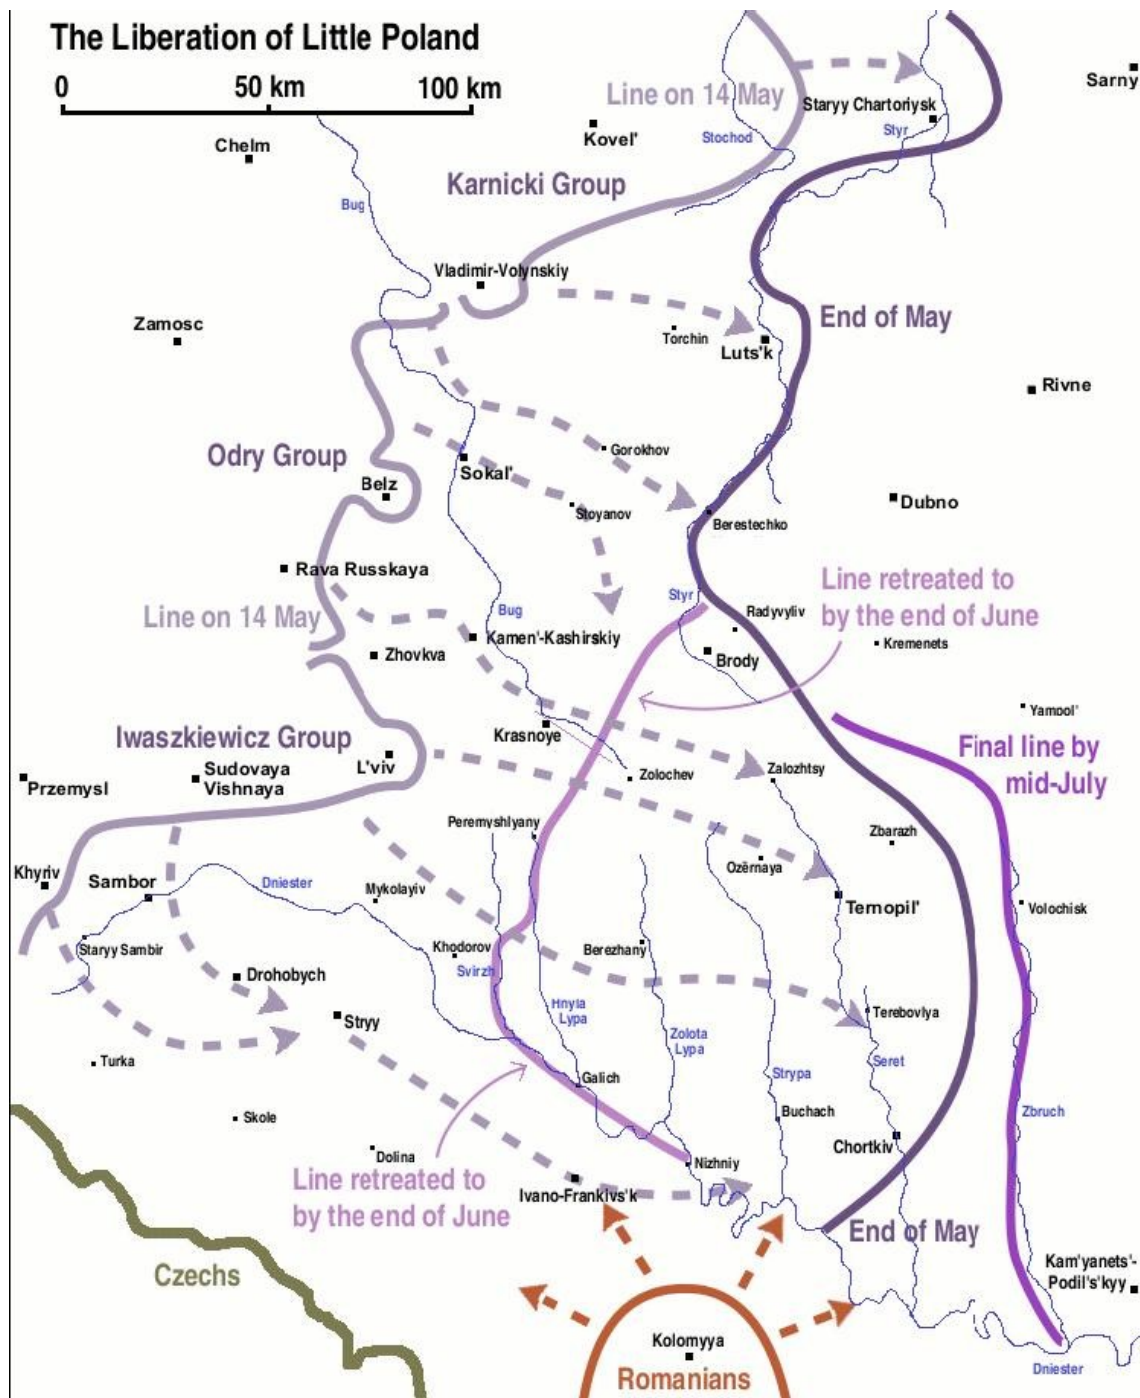 The Liberation of Little Poland
0 50 km 100 km
Sarny
Line on 14 May
Staryy Chartoriysk
Kovel'
Stochod
Styr
Chelm
Karnicki Group
Bug
Vladimir-Volynskiy
Zamosc
End of May
Torchin
Luts'k
Rivne
Odry Group
Gorokhov
Sokal'
Belz
Dubno
Stoyanov
Berestechko
Rava Russkaya
Line retreated to
by the end of June
Styr
Bug
Radyvyliv
Line on 14 May
Kamen'-Kashirskiy
Kremenets
Zhovkva
Brody
Yampol'
Krasnoye
Iwaszkiewicz Group
Final line by
mid-July
L'viv
Sudovaya
Vishnaya
Przemysl
Zolochev
Zalozhtsy
Peremyshlyany
Zbarazh
Khyriv
Sambor
Dniester
Ozërnaya
Mykolayiv
Ternopil'
Volochisk
Staryy Sambir
Khodorov
Berezhany
Svirzh
Drohobych
Hnyla
Lypa
Stryy
Terebovlya
Zolota
Lypa
Turka
Strypa
Seret
Galich
Skole
Buchach
Zbruch
Chortkiv
Dolina
Nizhniy
Line retreated to
by the end of June
Ivano-Frankivs'k
End of May
Czechs
Kam'yanets'-
Podil's'kyy
Kolomyya
Romanians
Dniester